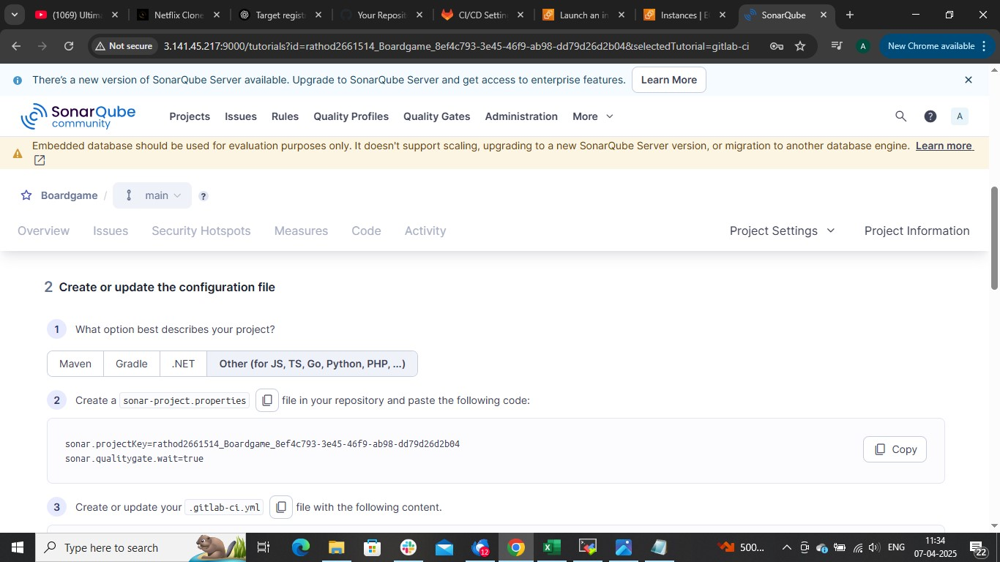 (1069) Ultima
Netflix Clone
Target registr
Your Reposit
CI/CD Settin
Launch an in
Instances | E
SonarQube
Not secure
3.141.45.217:9000/tutorials?id=rathod2661514_Boardgame_8ef4c793-3e45-46f9-ab98-dd79d26d2b04&selectedTutorial=gitlab-ci
A
New Chrome available
There's a new version of SonarQube Server available. Upgrade to SonarQube Server and get access to enterprise features.
Learn More
SonarQube
community
Projects
Issues
Rules
Quality Profiles
Quality Gates
Administration
More
?
A
Embedded database should be used for evaluation purposes only. It doesn't support scaling, upgrading to a new SonarQube Server version, or migration to another database engine. Learn more
Boardgame / main
?
Overview
Issues
Security Hotspots
Measures
Code
Activity
Project Settings
Project Information
2 Create or update the configuration file
1 What option best describes your project?
Maven
Gradle
.NET
Other (for JS, TS, Go, Python, PHP, ...)
2 Create a sonar-project.properties file in your repository and paste the following code:
sonar.projectKey=rathod2661514_Boardgame_8ef4c793-3e45-46f9-ab98-dd79d26d2b04
sonar.qualitygate.wait=true
Copy
3 Create or update your .gitlab-ci.yml file with the following content.
Type here to search
12
500...
ENG
11:34
07-04-2025
22